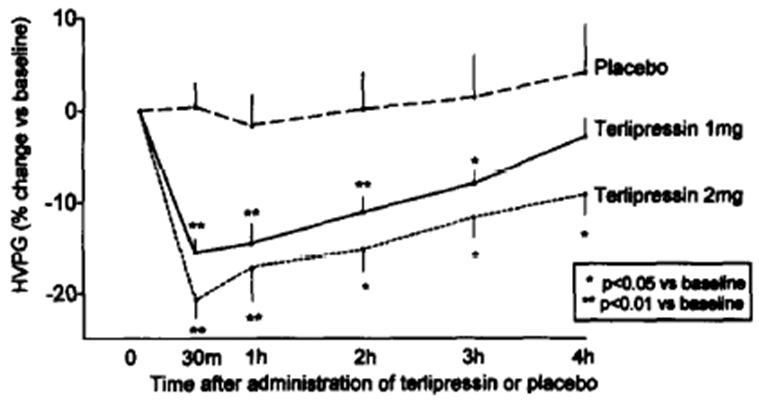 10
0
-10
-20
HVPG (% change vs baseline)
Placebo
Terlipressin 1mg
Terlipressin 2mg
** ** ** *
** ** * * *
* p<0.05 vs baseline
** p<0.01 vs baseline
0 30m 1h 2h 3h 4h
Time after administration of terlipressin or placebo